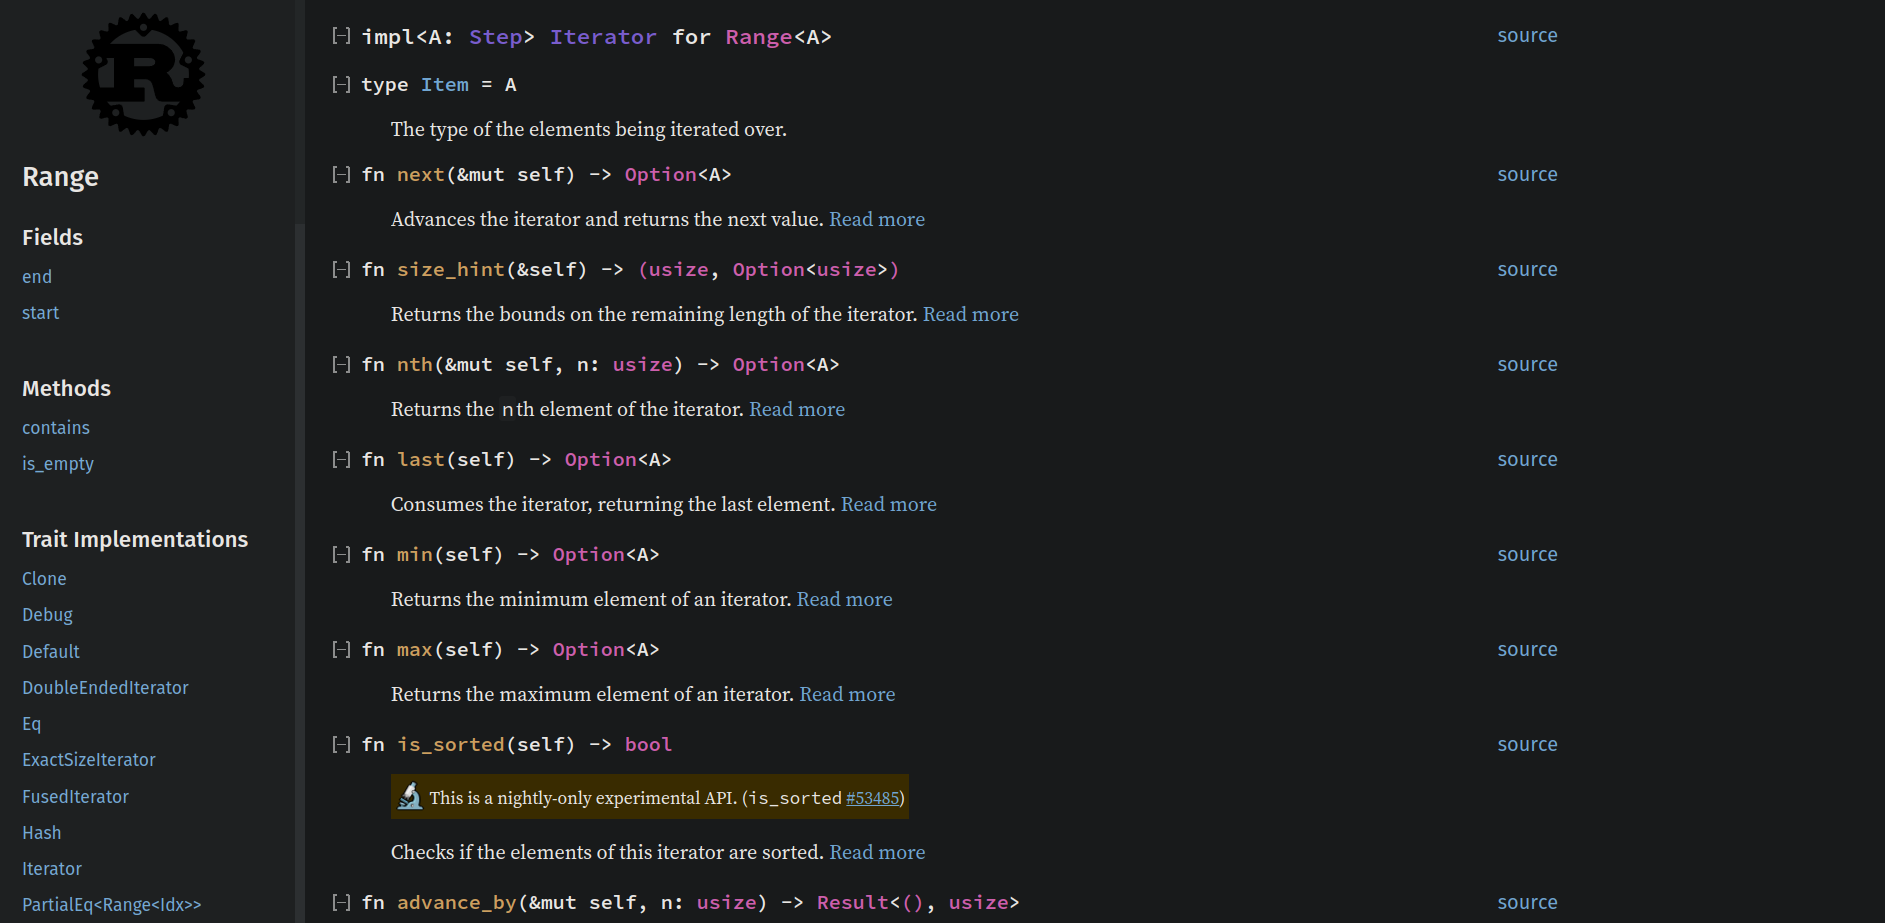 Range
Fields
end
start
Methods
contains
is_empty
Trait Implementations
Clone
Debug
Default
DoubleEndedIterator
Eq
ExactSizeIterator
FusedIterator
Hash
Iterator
PartialEq<Range<Idx>>
[−] impl<A: Step> Iterator for Range<A> source
[−] type Item = A
The type of the elements being iterated over.
[−] fn next(&mut self) -> Option<A> source
Advances the iterator and returns the next value. Read more
[−] fn size_hint(&self) -> (usize, Option<usize>) source
Returns the bounds on the remaining length of the iterator. Read more
[−] fn nth(&mut self, n: usize) -> Option<A> source
Returns the nth element of the iterator. Read more
[−] fn last(self) -> Option<A> source
Consumes the iterator, returning the last element. Read more
[−] fn min(self) -> Option<A> source
Returns the minimum element of an iterator. Read more
[−] fn max(self) -> Option<A> source
Returns the maximum element of an iterator. Read more
[−] fn is_sorted(self) -> bool source
🔬 This is a nightly-only experimental API. (is_sorted #53485)
Checks if the elements of this iterator are sorted. Read more
[−] fn advance_by(&mut self, n: usize) -> Result<(), usize> source